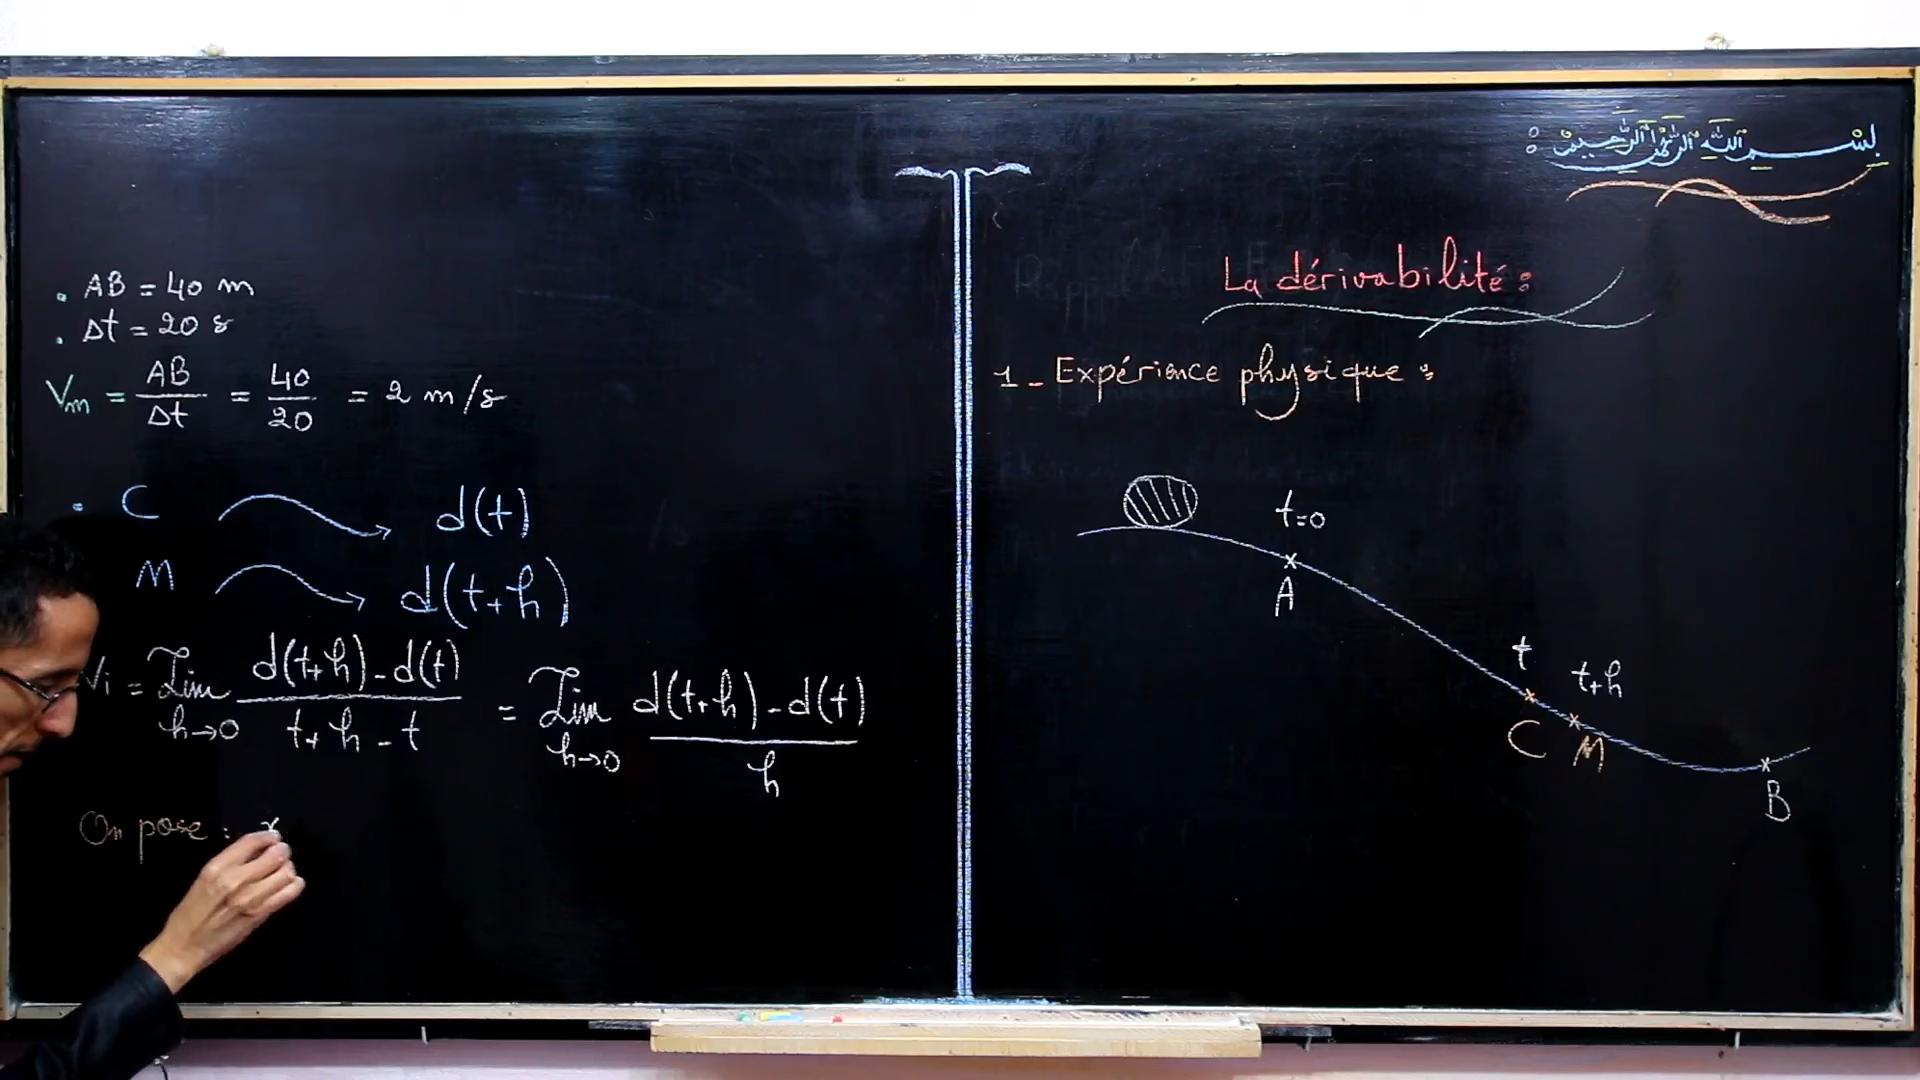 بسم الله الرحمن الرحيم :
La dérivabilité :
1 - Expérience physique :
t=0
A
t
t+h
C M
B
. AB = 40 m
. Δt = 20 s
Vm = AB/Δt = 40/20 = 2 m/s
. C → d(t)
M → d(t+h)
Vi = Lim h→0 (d(t+h) - d(t))/(t+h-t) = Lim h→0 (d(t+h) - d(t))/h
On pose :